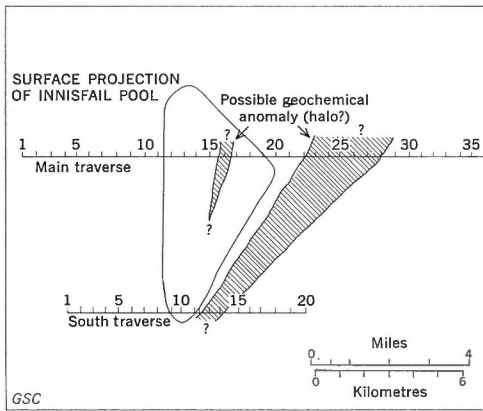 SURFACE PROJECTION
OF INNISFAIL POOL
Possible geochemical
anomaly (halo?)
? ?
1 5 11 15 20 25 30 35
Main traverse
?
1 5 10 15 20
South traverse
?
Miles
0 4
0 6
Kilometres
GSC